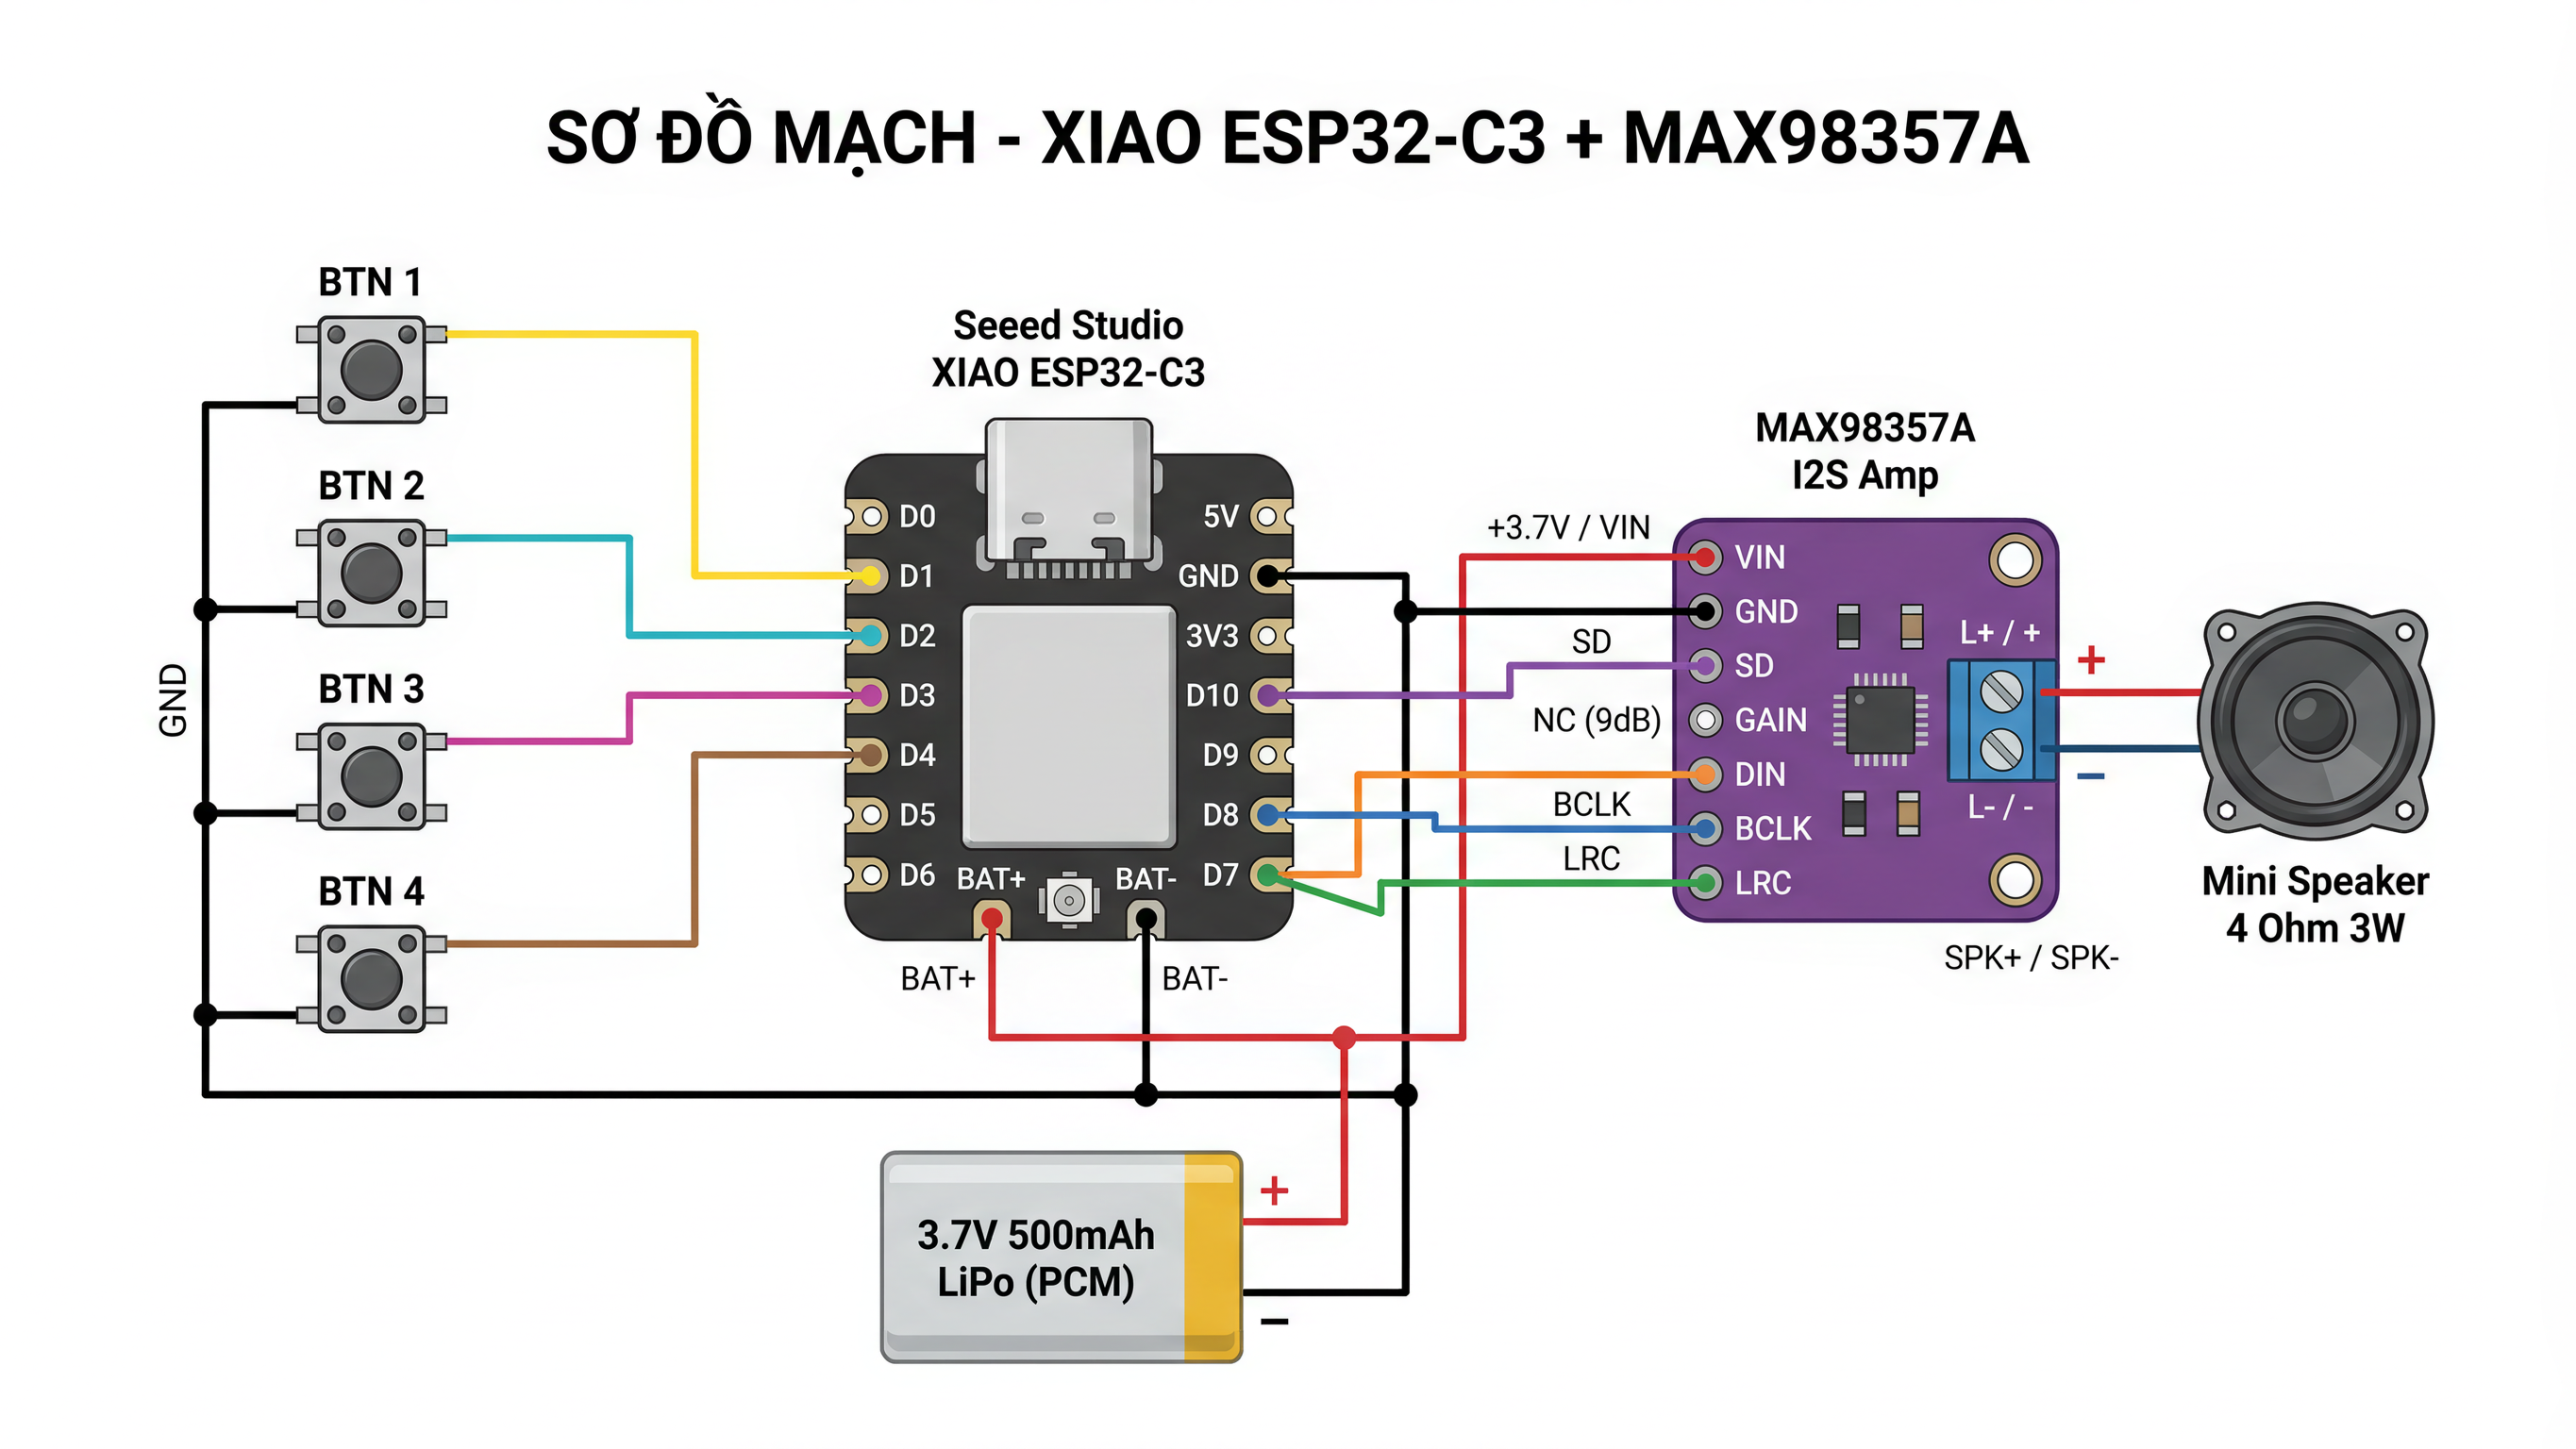 SƠ ĐỒ MẠCH - XIAO ESP32-C3 + MAX98357A
BTN 1
BTN 2
BTN 3
BTN 4
GND
Seeed Studio
XIAO ESP32-C3
D0
D1
D2
D3
D4
D5
D6
5V
GND
3V3
D10
D9
D8
D7
BAT+
BAT-
BAT+
BAT-
+3.7V / VIN
SD
NC (9dB)
BCLK
LRC
MAX98357A
I2S Amp
VIN
GND
SD
GAIN
DIN
BCLK
LRC
L+ / +
L- / -
+
−
SPK+ / SPK-
Mini Speaker
4 Ohm 3W
3.7V 500mAh
LiPo (PCM)
+
−